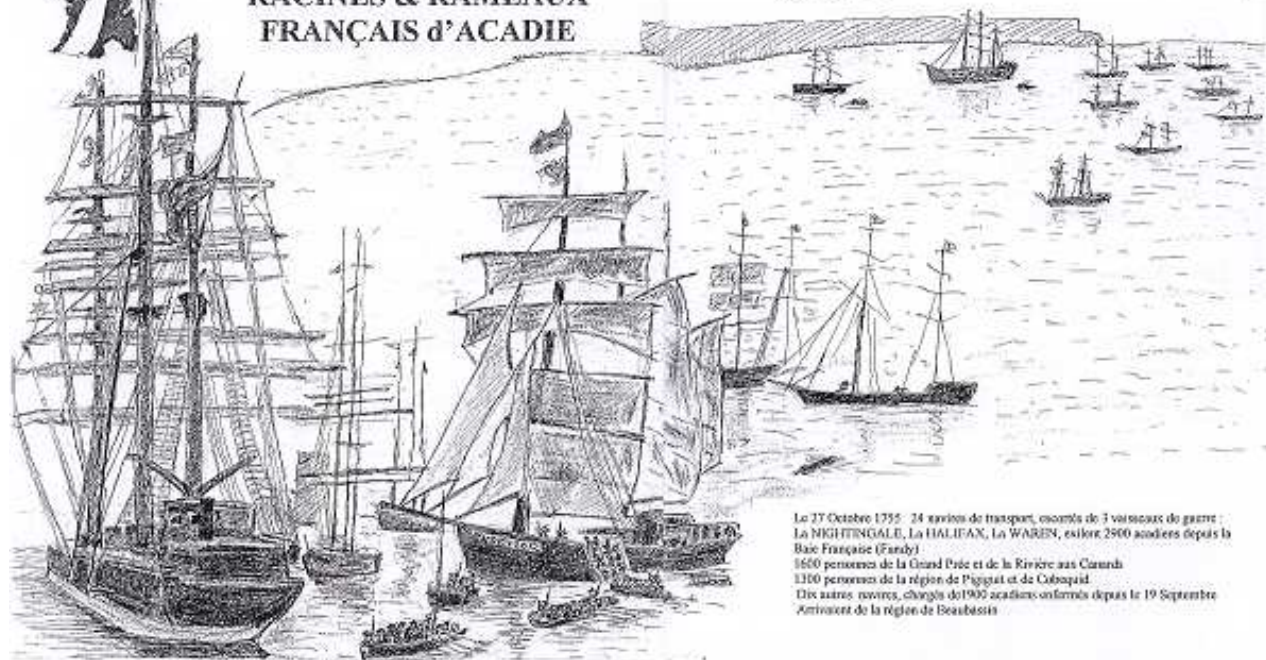 RACINES & RAMEAUX
FRANÇAIS d'ACADIE
Le 27 Octobre 1755 24 navires de transport, escortés de 3 vaisseaux de guerre :
La NIGHTINGALE, La HALIFAX, La WAREN, exilent 2900 acadiens depuis la
Baie Française (Fundy)
1600 personnes de la Grand Prée et de la Rivière aux Canards
1300 personnes de la région de Pigiguit et de Cobequid
Dix autres navires, chargés de1900 acadiens enfermés depuis le 19 Septembre
Arrivaient de la région de Beaubassin